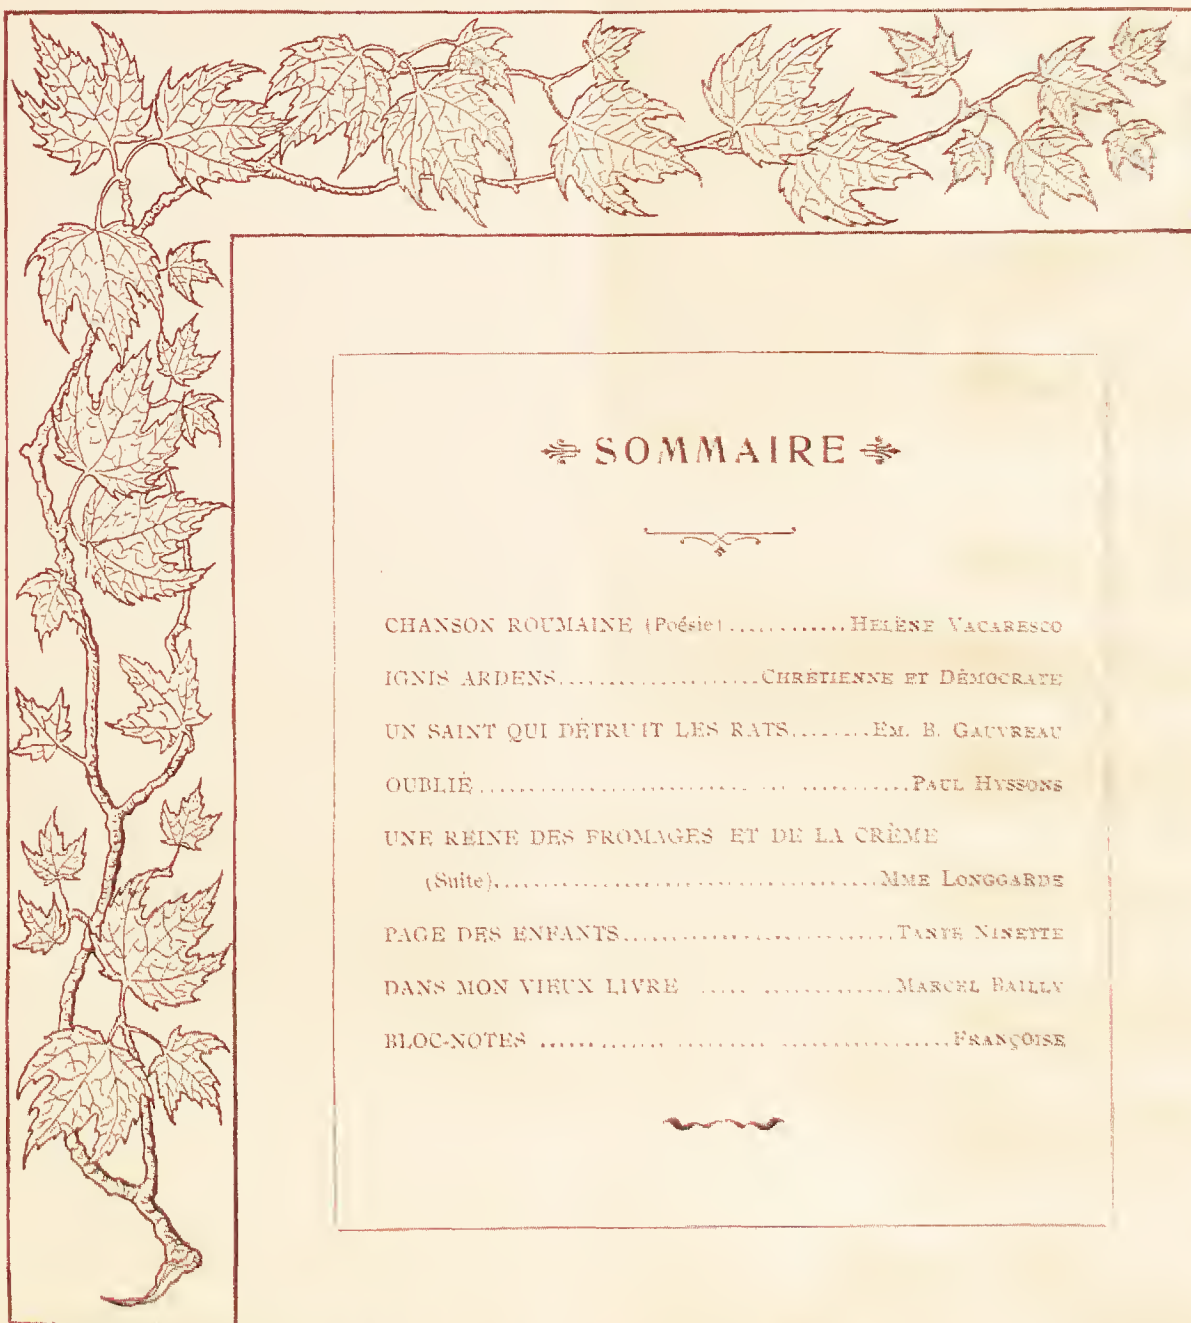 SOMMAIRE
CHANSON ROUMAINE (Poésie)............HELÈNE VACARESCO
IGNIS ARDENS....................CHRÉTIENNE ET DÉMOCRATE
UN SAINT QUI DÉTRUIT LES RATS........EM. B. GAUVREAU
OUBLIÉ.............................................PAUL HYSSONS
UNE REINE DES FROMAGES ET DE LA CRÈME
(Suite).......................................MME LONGGARDE
PAGE DES ENFANTS...........................TANTE NINETTE
DANS MON VIEUX LIVRE ..... .............MARCEL BAILLY
BLOC-NOTES ............. ......... .................FRANÇOISE